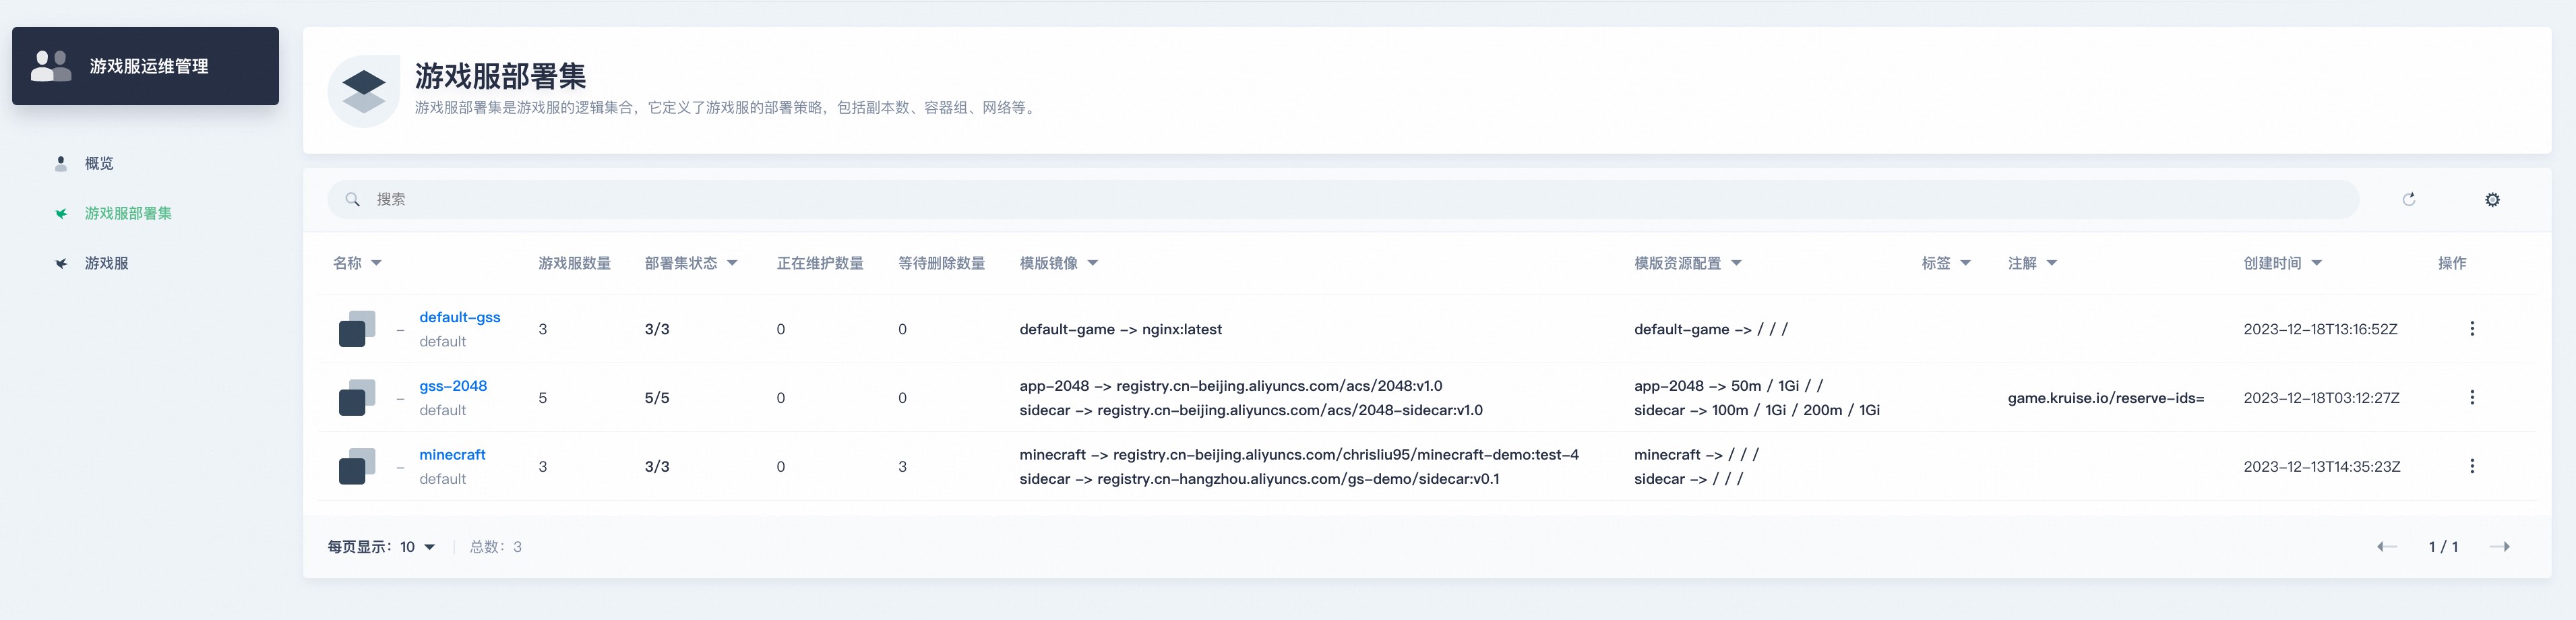 游戏服运维管理
概览
游戏服部署集
游戏服
游戏服部署集
游戏服部署集是游戏服的逻辑集合，它定义了游戏服的部署策略，包括副本数、容器组、网络等。
搜索
名称 游戏服数量 部署集状态 正在维护数量 等待删除数量 模版镜像 模版资源配置 标签 注解 创建时间 操作
– default-gss
default
3 3/3 0 0 default-game -> nginx:latest default-game -> / / / 2023-12-18T13:16:52Z
– gss-2048
default
5 5/5 0 0
app-2048 -> registry.cn-beijing.aliyuncs.com/acs/2048:v1.0
sidecar -> registry.cn-beijing.aliyuncs.com/acs/2048-sidecar:v1.0
app-2048 -> 50m / 1Gi / /
sidecar -> 100m / 1Gi / 200m / 1Gi
game.kruise.io/reserve-ids= 2023-12-18T03:12:27Z
– minecraft
default
3 3/3 0 3
minecraft -> registry.cn-beijing.aliyuncs.com/chrisliu95/minecraft-demo:test-4
sidecar -> registry.cn-hangzhou.aliyuncs.com/gs-demo/sidecar:v0.1
minecraft -> / / /
sidecar -> / / /
2023-12-13T14:35:23Z
每页显示：10 总数：3 1 / 1